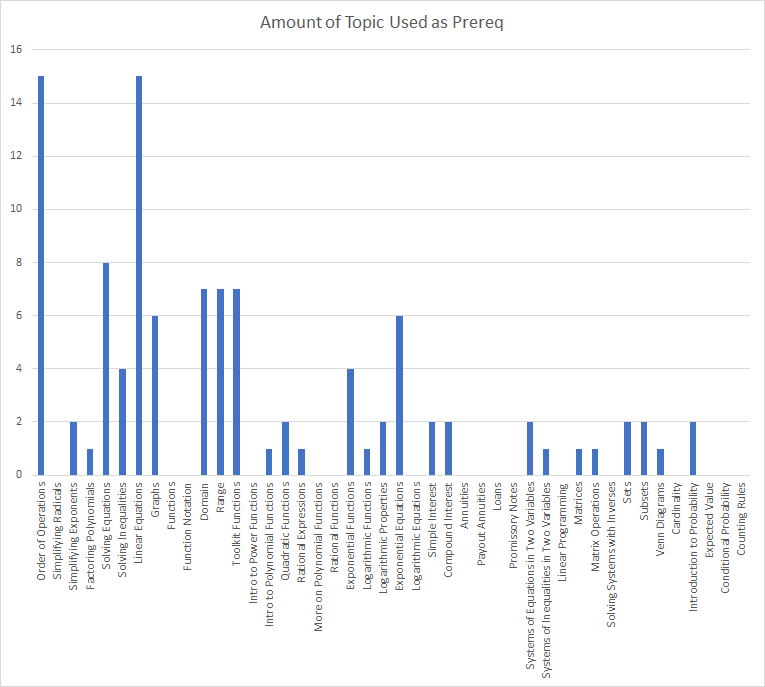 Amount of Topic Used as Prereq
16
14
12
10
8
6
4
2
0
Order of Operations
Simplifying Radicals
Simplifying Exponents
Factoring Polynomials
Solving Equations
Solving Inequalities
Linear Equations
Graphs
Functions
Function Notation
Domain
Range
Toolkit Functions
Intro to Power Functions
Intro to Polynomial Functions
Quadratic Functions
Rational Expressions
More on Polynomial Functions
Rational Functions
Exponential Functions
Logarithmic Functions
Logarithmic Properties
Exponential Equations
Logarithmic Equations
Simple Interest
Compound Interest
Annuities
Payout Annuities
Loans
Promissory Notes
Systems of Equations in Two Variables
Systems of Inequalities in Two Variables
Linear Programming
Matrices
Matrix Operations
Solving Systems with Inverses
Sets
Subsets
Venn Diagrams
Cardinality
Introduction to Probability
Expected Value
Conditional Probability
Counting Rules